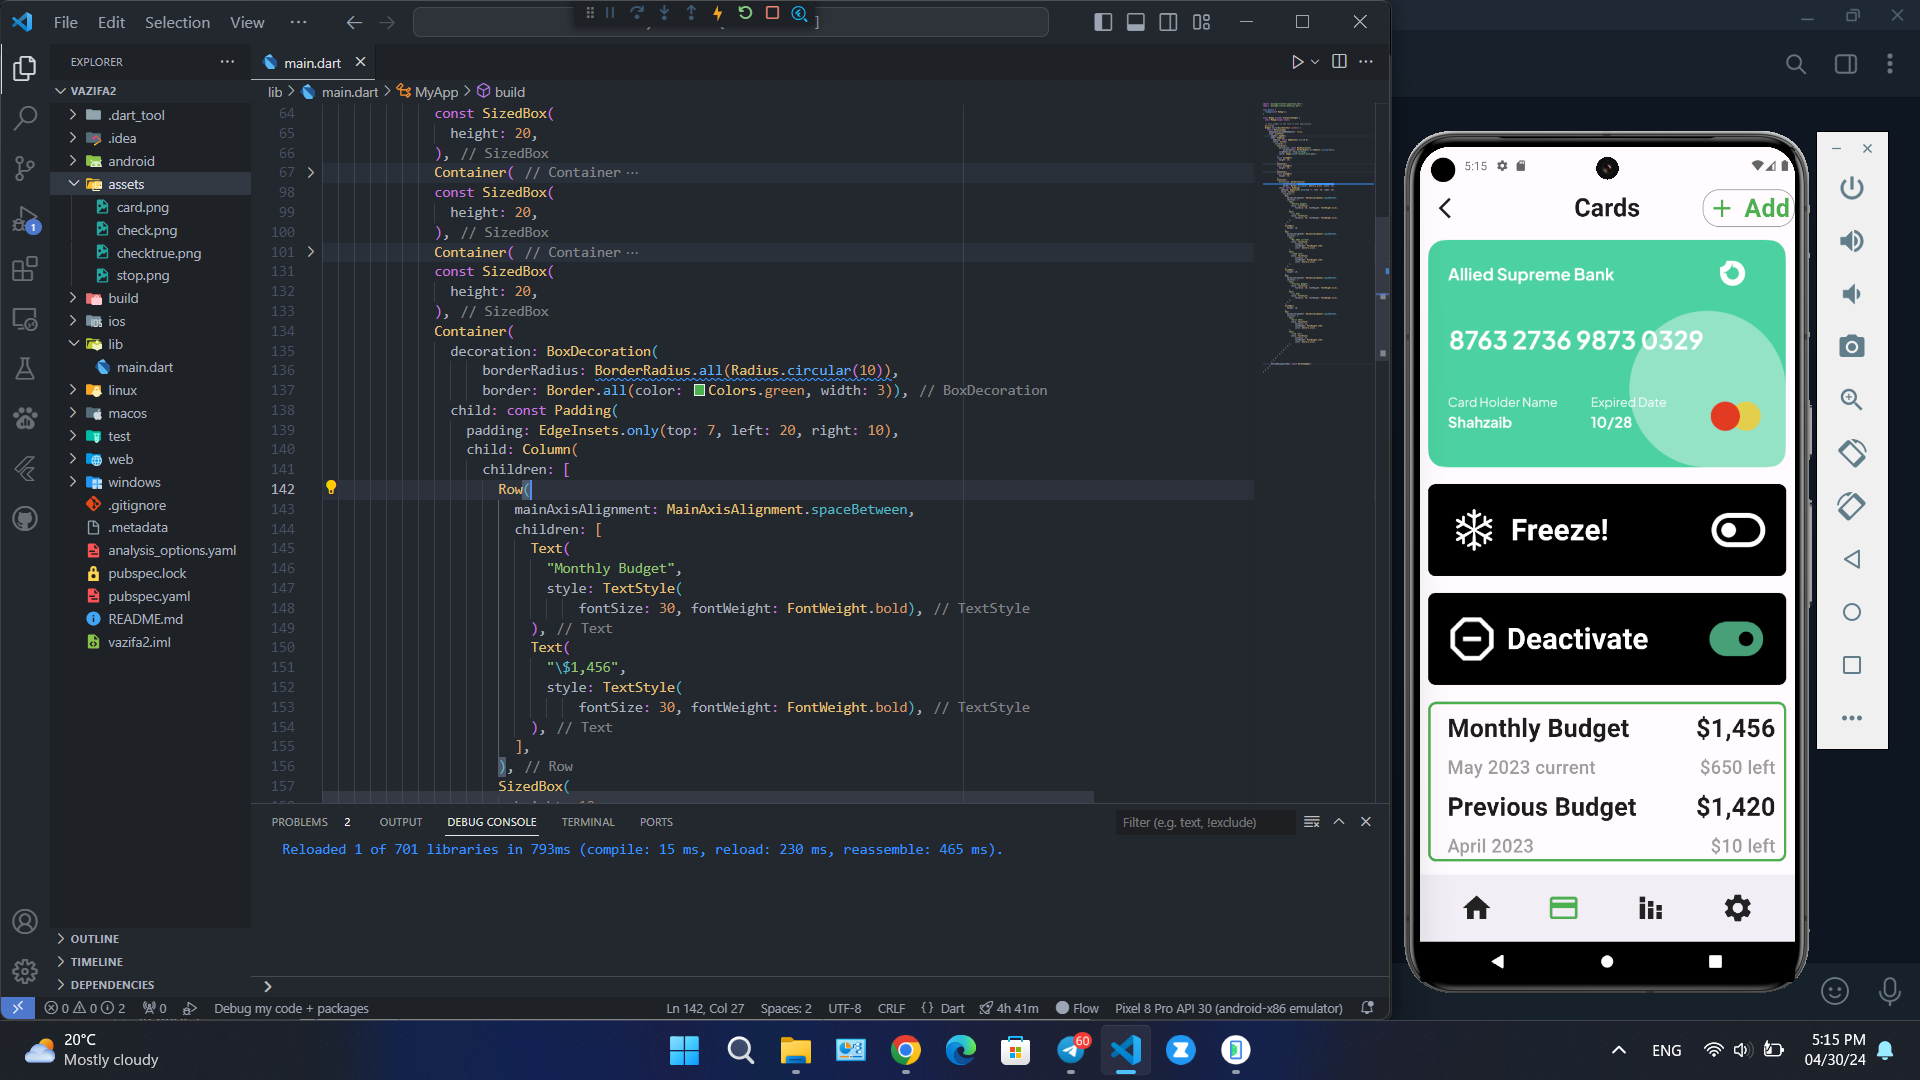 File Edit Selection View ···
EXPLORER ···
VAZIFA2
.dart_tool
.idea
android
assets
card.png
check.png
checktrue.png
stop.png
build
ios
lib
main.dart
linux
macos
test
web
windows
.gitignore
.metadata
analysis_options.yaml
pubspec.lock
pubspec.yaml
README.md
vazifa2.iml
OUTLINE
TIMELINE
DEPENDENCIES
1
main.dart
lib > main.dart > MyApp > build
64 const SizedBox(
65 height: 20,
66 ), // SizedBox
67 Container( // Container ···
98 const SizedBox(
99 height: 20,
100 ), // SizedBox
101 Container( // Container ···
131 const SizedBox(
132 height: 20,
133 ), // SizedBox
134 Container(
135 decoration: BoxDecoration(
136 borderRadius: BorderRadius.all(Radius.circular(10)),
137 border: Border.all(color: Colors.green, width: 3)), // BoxDecoration
138 child: const Padding(
139 padding: EdgeInsets.only(top: 7, left: 20, right: 10),
140 child: Column(
141 children: [
142 Row(
143 mainAxisAlignment: MainAxisAlignment.spaceBetween,
144 children: [
145 Text(
146 "Monthly Budget",
147 style: TextStyle(
148 fontSize: 30, fontWeight: FontWeight.bold), // TextStyle
149 ), // Text
150 Text(
151 "\$1,456",
152 style: TextStyle(
153 fontSize: 30, fontWeight: FontWeight.bold), // TextStyle
154 ), // Text
155 ],
156 ), // Row
157 SizedBox(
PROBLEMS 2 OUTPUT DEBUG CONSOLE TERMINAL PORTS
Filter (e.g. text, !exclude)
Reloaded 1 of 701 libraries in 793ms (compile: 15 ms, reload: 230 ms, reassemble: 465 ms).
0 0 2 0 Debug my code + packages
Ln 142, Col 27 Spaces: 2 UTF-8 CRLF {} Dart 4h 41m Flow Pixel 8 Pro API 30 (android-x86 emulator)
5:15
Cards
+ Add
Allied Supreme Bank
8763 2736 9873 0329
Card Holder Name Expired Date
Shahzaib 10/28
Freeze!
Deactivate
Monthly Budget $1,456
May 2023 current $650 left
Previous Budget $1,420
April 2023 $10 left
20°C
Mostly cloudy
60
ENG
5:15 PM
04/30/24